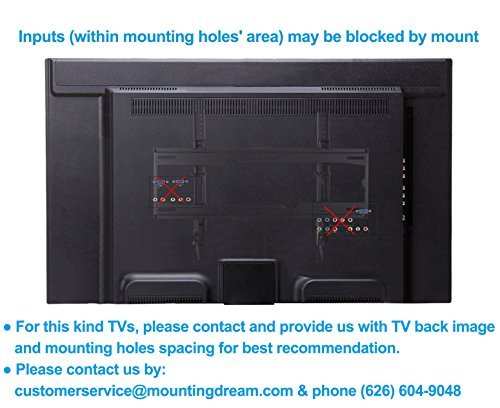 Inputs (within mounting holes' area) may be blocked by mount
● For this kind TVs, please contact and provide us with TV back image
and mounting holes spacing for best recommendation.
● Please contact us by:
customerservice@mountingdream.com & phone (626) 604-9048